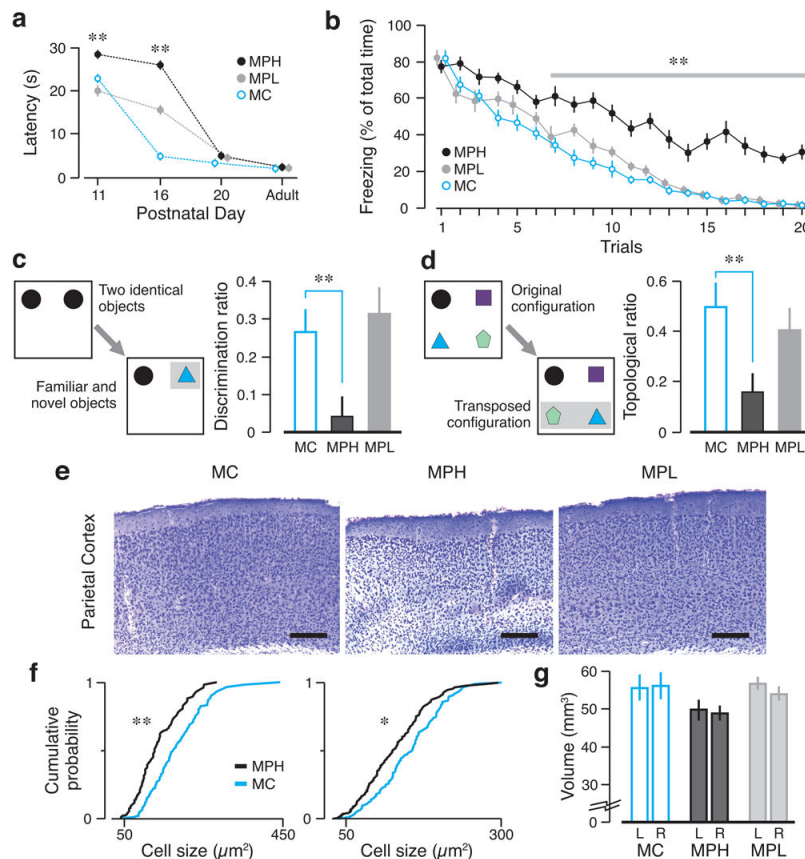 a
**
**
30
20
10
0
Latency (s)
MPH
MPL
MC
11
16
20
Adult
Postnatal Day
b
**
100
80
60
40
20
0
Freezing (% of total time)
MPH
MPL
MC
1
5
10
15
20
Trials
c
Two identical
objects
Familiar and
novel objects
**
0.4
0.3
0.2
0.1
0
Discrimination ratio
MC
MPH
MPL
d
Original
configuration
Transposed
configuration
**
0.6
0.4
0.2
0
Topological ratio
MC
MPH
MPL
e
MC
MPH
MPL
Parietal Cortex
f
Cumulative
probability
1
0
**
MPH
MC
50
450
Cell size (µm²)
1
0
*
50
300
Cell size (µm²)
g
60
50
40
30
0
Volume (mm³)
L R
L R
L R
MC
MPH
MPL